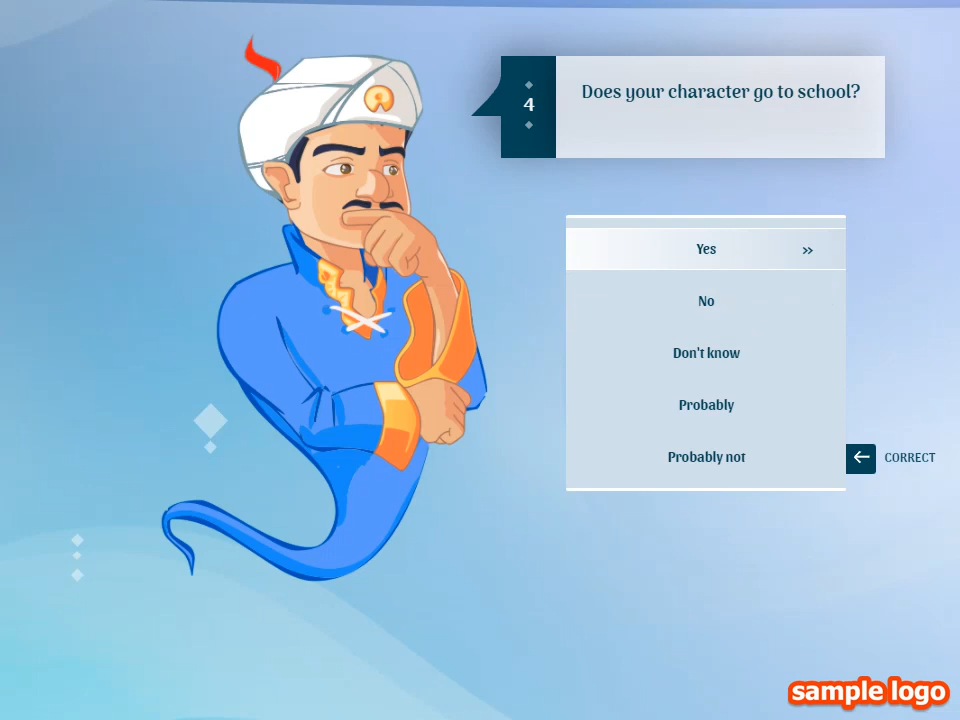 4
Does your character go to school?
Yes
No
Don't know
Probably
Probably not
CORRECT
sample logo